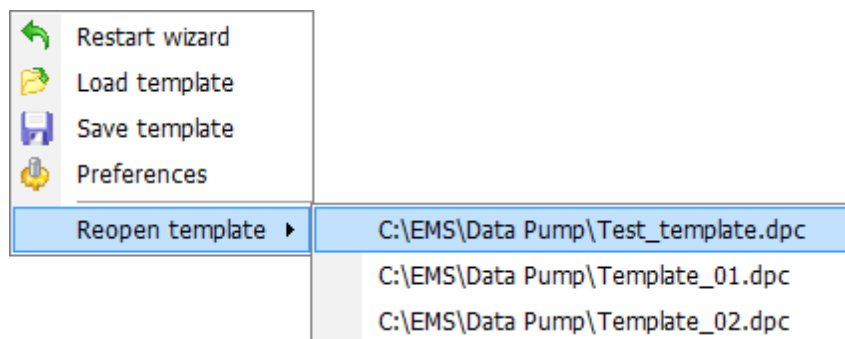 Restart wizard
Load template
Save template
Preferences
Reopen template
C:\EMS\Data Pump\Test_template.dpc
C:\EMS\Data Pump\Template_01.dpc
C:\EMS\Data Pump\Template_02.dpc